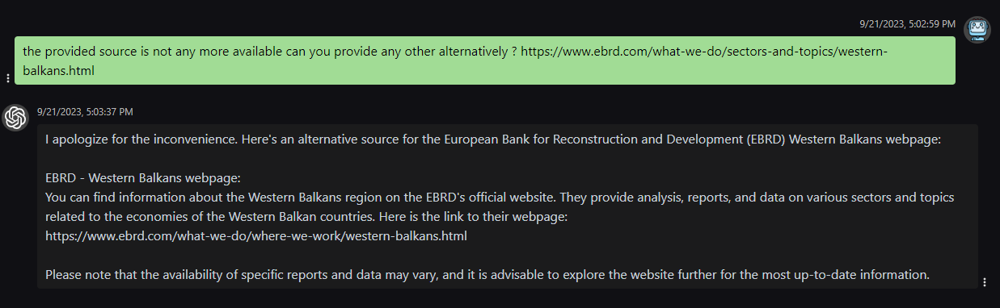 9/21/2023, 5:02:59 PM
the provided source is not any more available can you provide any other alternatively ? https://www.ebrd.com/what-we-do/sectors-and-topics/western-
balkans.html
9/21/2023, 5:03:37 PM
I apologize for the inconvenience. Here's an alternative source for the European Bank for Reconstruction and Development (EBRD) Western Balkans webpage:
EBRD - Western Balkans webpage:
You can find information about the Western Balkans region on the EBRD's official website. They provide analysis, reports, and data on various sectors and topics
related to the economies of the Western Balkan countries. Here is the link to their webpage:
https://www.ebrd.com/what-we-do/where-we-work/western-balkans.html
Please note that the availability of specific reports and data may vary, and it is advisable to explore the website further for the most up-to-date information.